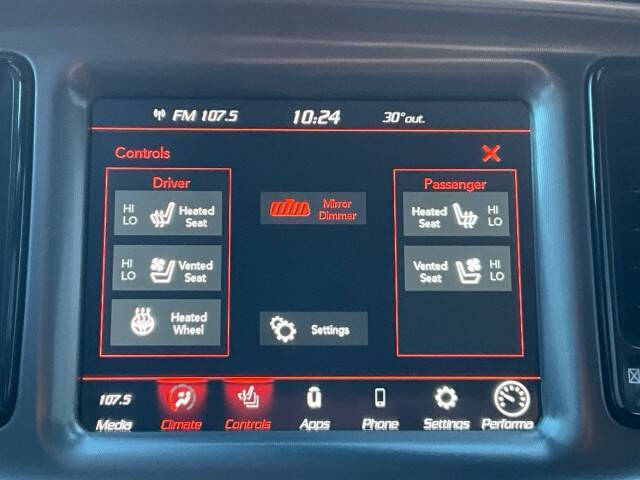 FM 107.5 10:24 30°out.
Controls
Driver Passenger
HI
LO
Heated
Seat
Mirror
Dimmer
Heated
Seat
HI
LO
HI
LO
Vented
Seat
Vented
Seat
HI
LO
Heated
Wheel
Settings
107.5
Media Climate Controls Apps Phone Settings Performa